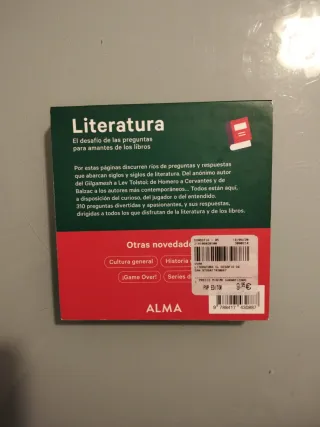 Literatura
El desafío de las preguntas
para amantes de los libros
Por estas páginas discurren ríos de preguntas y respuestas
que abarcan siglos y siglos de literatura. Del anónimo autor
del Gilgamesh a Lev Tolstoi; de Homero a Cervantes y de
Balzac a los autores más contemporáneos... Todos están aquí,
a disposición del curioso, del jugador o del entendido.
310 preguntas divertidas y apasionantes, y sus respuestas,
dirigidas a todos los que disfrutan de la literatura y de los libros.
Otras novedades
Cultura general
Historia
¡Game Over!
Series d
ALMA